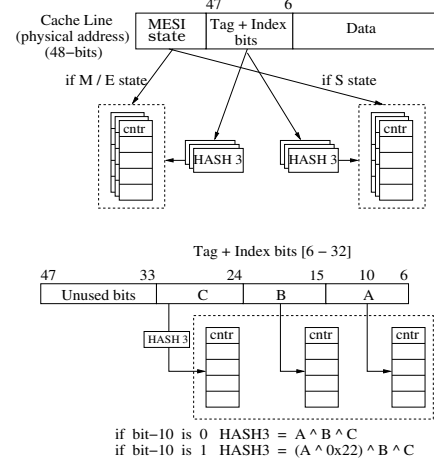 47 6
Cache Line MESI Tag + Index Data
(physical address) state bits
(48−bits)
if M / E state if S state
cntr cntr
HASH 3 HASH 3
Tag + Index bits [6 − 32]
47 33 24 15 10 6
Unused bits C B A
HASH 3 cntr cntr cntr
if bit−10 is 0 HASH3 = A ^ B ^ C
if bit−10 is 1 HASH3 = (A ^ 0x22) ^ B ^ C